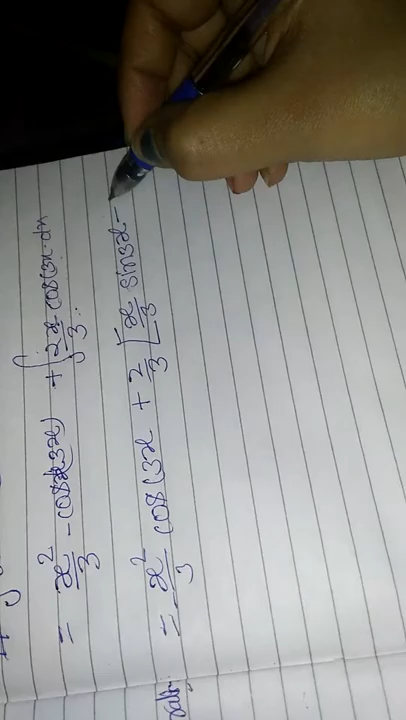 = x²/3 - cos(3x) + ∫ 2x/3 cos(3x.dx
= -x²/3 cos(3x + 2/3 [x/3 sin3x -